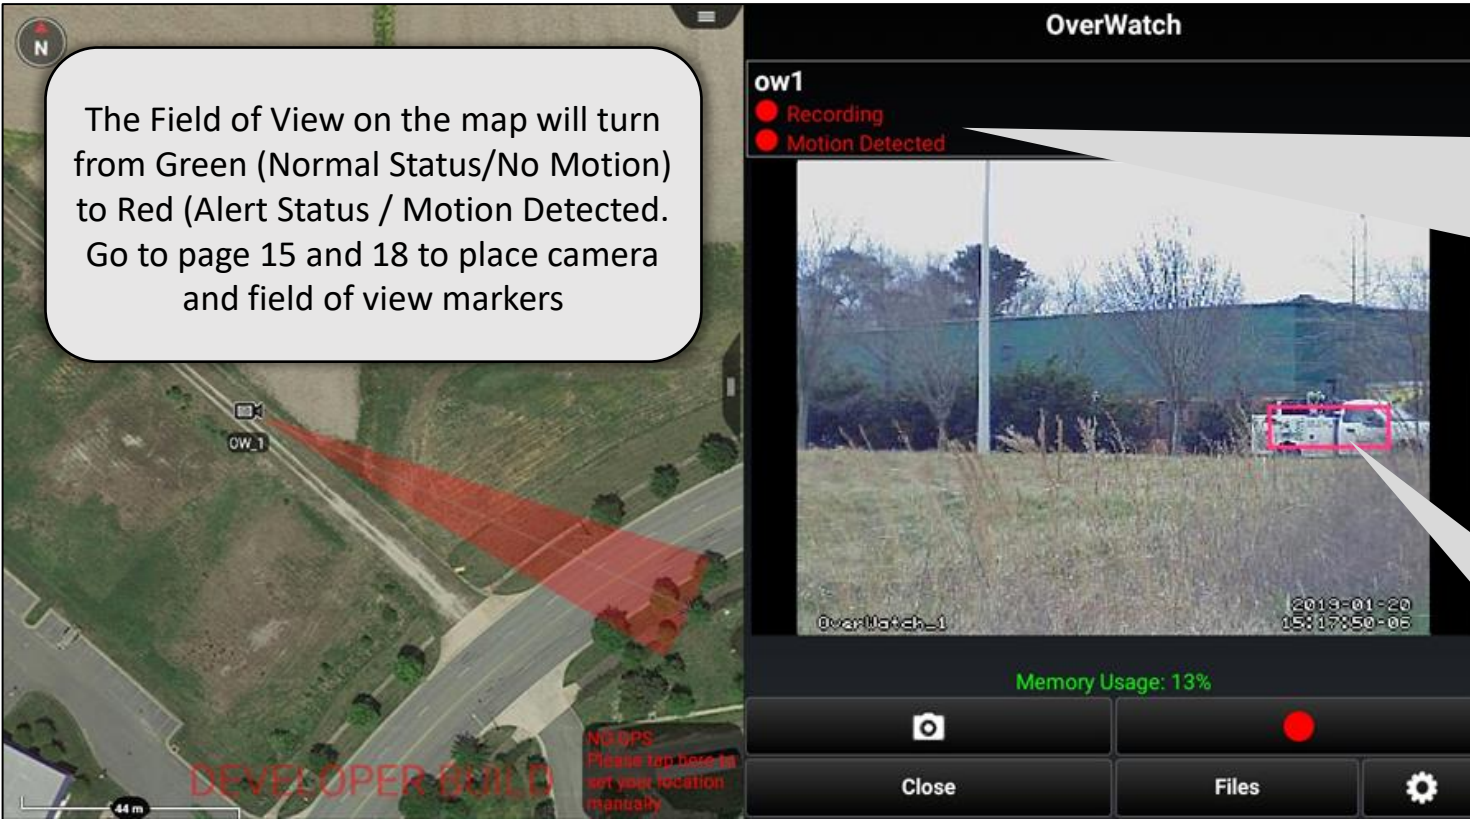 N
The Field of View on the map will turn
from Green (Normal Status/No Motion)
to Red (Alert Status / Motion Detected.
Go to page 15 and 18 to place camera
and field of view markers
OW_1
DEVELOPER BUILD
NO GPS
Please tap here to
set your location
manually
44 m
OverWatch
ow1
Recording
Motion Detected
OverWatch_1
2019-01-20
15:17:50-06
Memory Usage: 13%
Close
Files